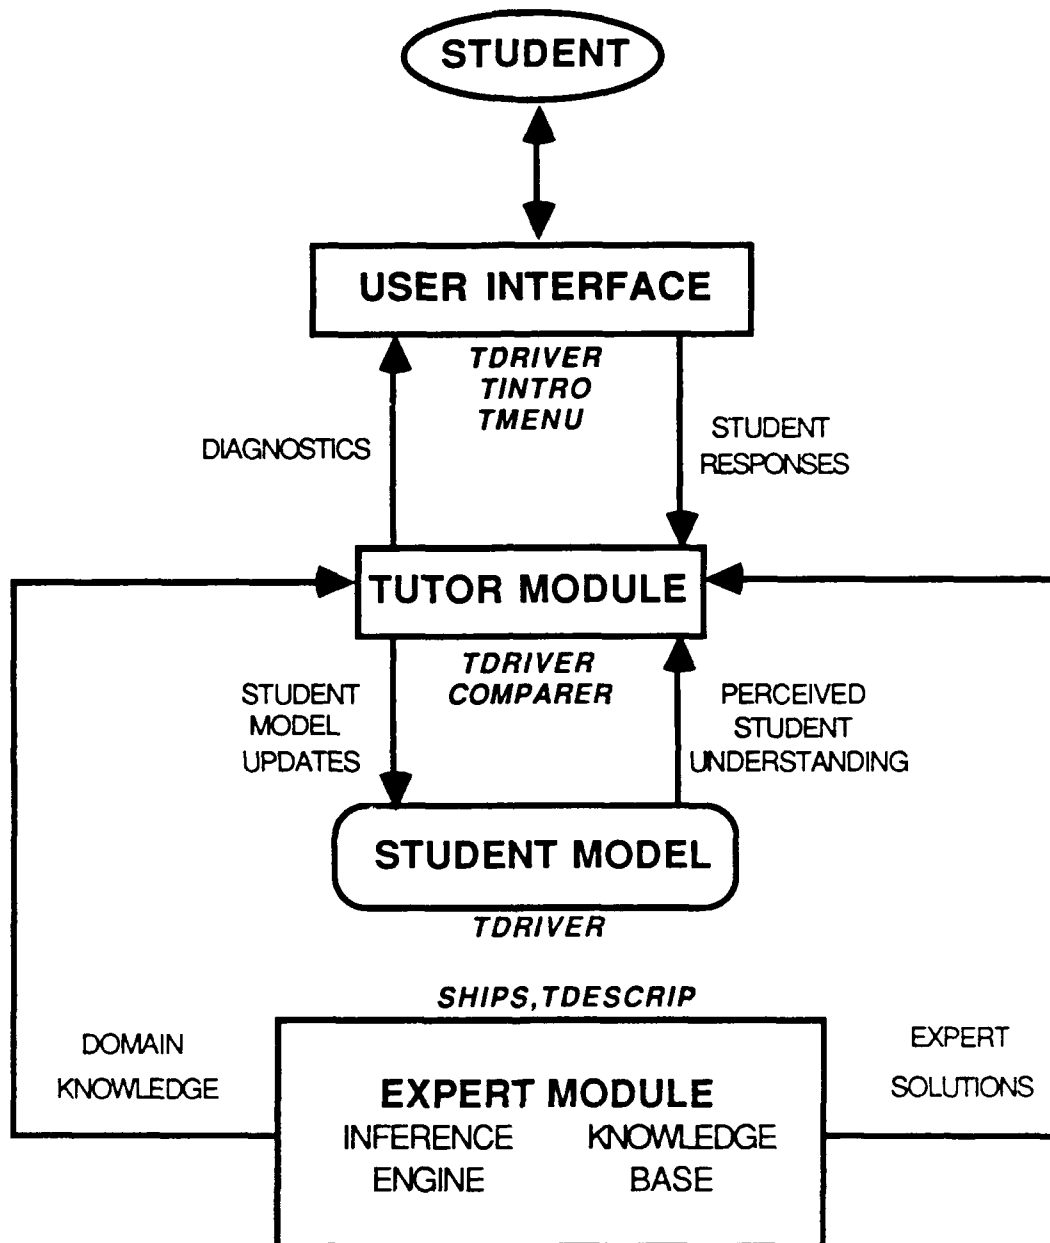 STUDENT
USER INTERFACE
TDRIVER
TINTRO
TMENU
DIAGNOSTICS
STUDENT
RESPONSES
TUTOR MODULE
TDRIVER
COMPARER
STUDENT
MODEL
UPDATES
PERCEIVED
STUDENT
UNDERSTANDING
STUDENT MODEL
TDRIVER
SHIPS,TDESCRIP
DOMAIN
KNOWLEDGE
EXPERT
SOLUTIONS
EXPERT MODULE
INFERENCE KNOWLEDGE
ENGINE BASE